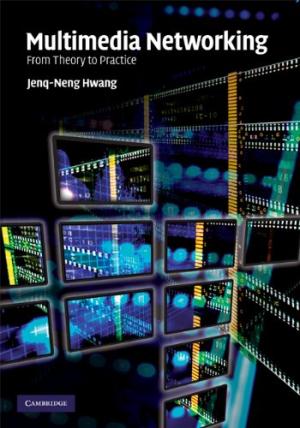 Multimedia Networking
From Theory to Practice
Jenq-Neng Hwang
CAMBRIDGE